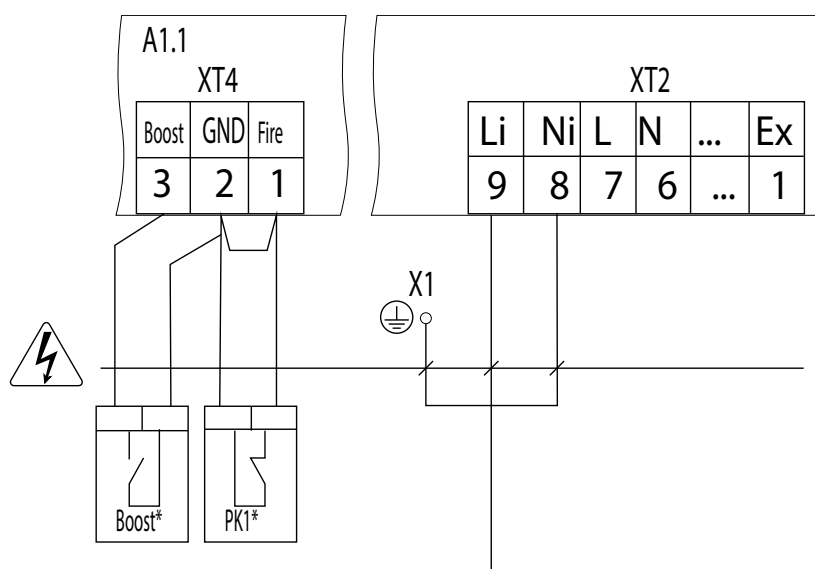 A1.1
XT4
Boost GND Fire
3 2 1
XT2
Li Ni L N ... Ex
9 8 7 6 ... 1
X1
Boost*
PK1*